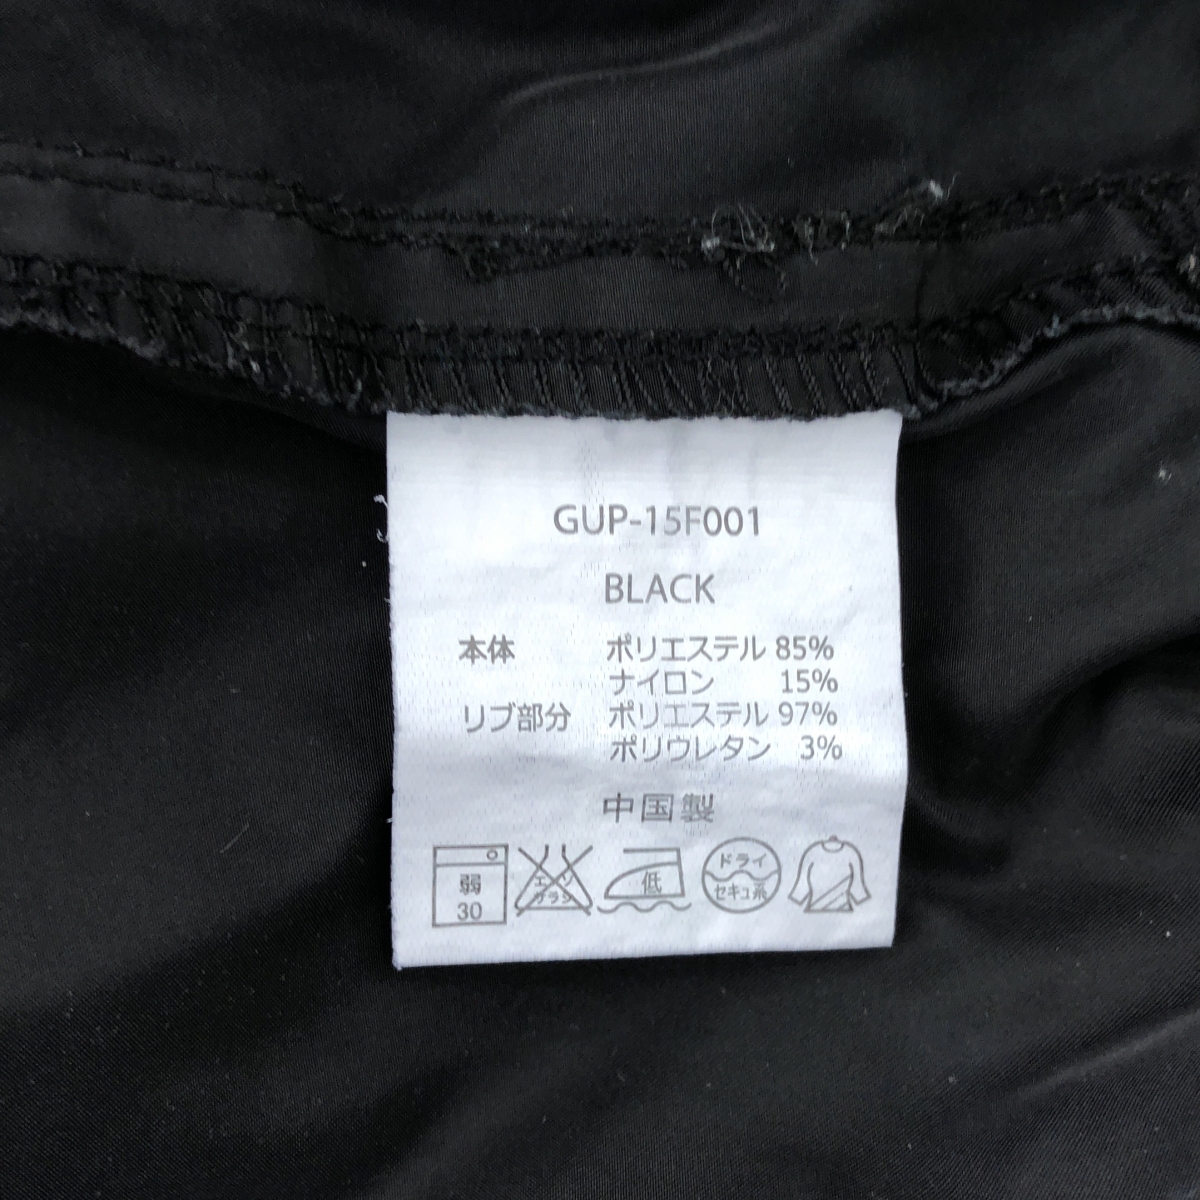 GUP-15F001
BLACK
本体 ポリエステル 85%
ナイロン 15%
リブ部分 ポリエステル 97%
ポリウレタン 3%
中国製
弱 エンソ サラシ 低 ドライ
30 セキユ系